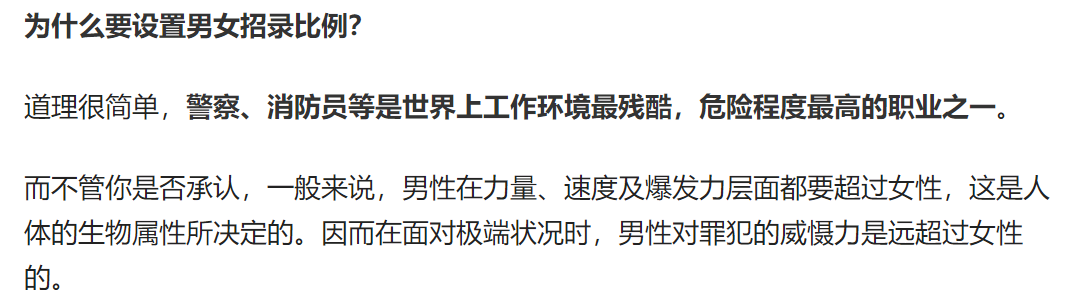 为什么要设置男女招录比例？
道理很简单，警察、消防员等是世界上工作环境最残酷，危险程度最高的职业之一。
而不管你是否承认，一般来说，男性在力量、速度及爆发力层面都要超过女性，这是人
体的生物属性所决定的。因而在面对极端状况时，男性对罪犯的威慑力是远超过女性
的。